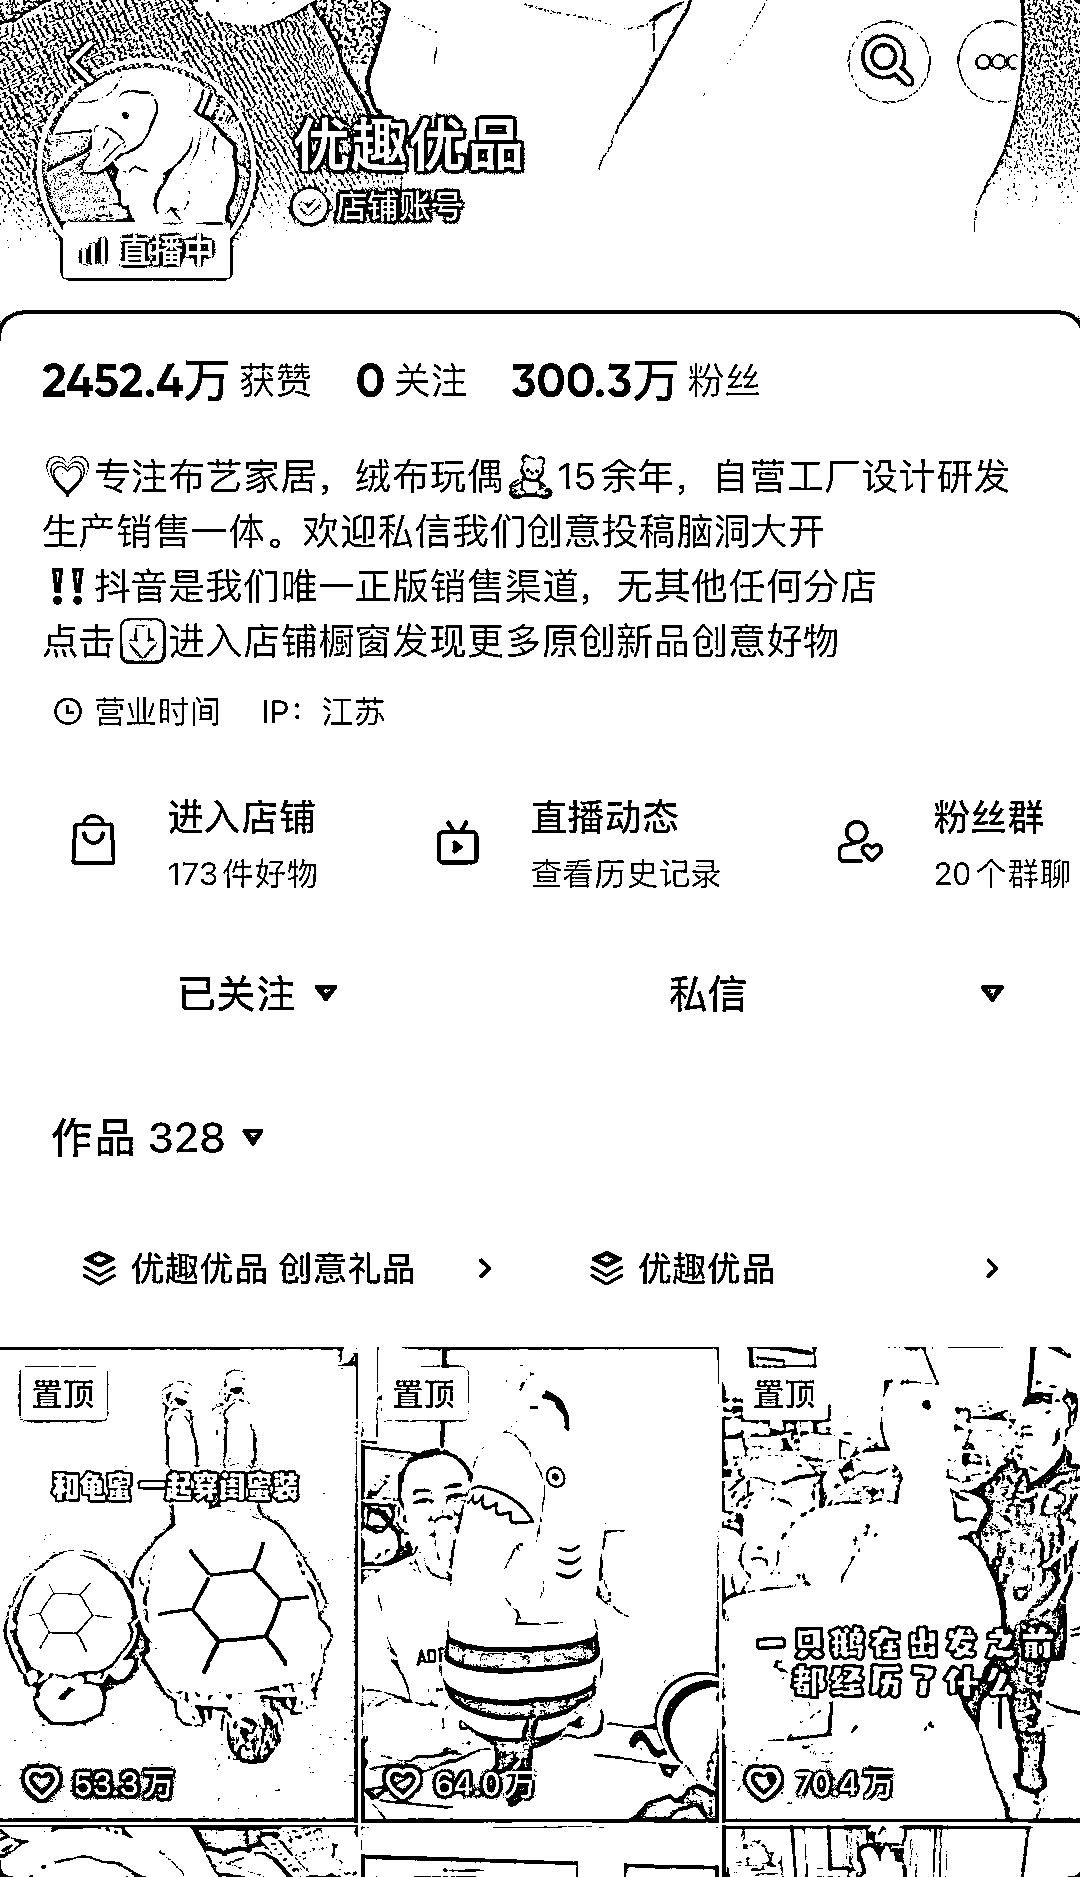 优趣优品
店铺账号
直播中
2452.4万 获赞 0 关注 300.3万 粉丝
专注布艺家居，绒布玩偶🧸15余年，自营工厂设计研发
生产销售一体。欢迎私信我们创意投稿脑洞大开
‼️抖音是我们唯一正版销售渠道，无其他任何分店
点击⬇️进入店铺橱窗发现更多原创新品创意好物
营业时间 IP：江苏
进入店铺 直播动态 粉丝群
173件好物 查看历史记录 20个群聊
已关注 私信
作品 328
优趣优品 创意礼品 优趣优品
置顶 置顶 置顶
和龟蜜一起穿闺蜜装
一只鹅在出发之前
都经历了什么
53.3万 64.0万 70.4万